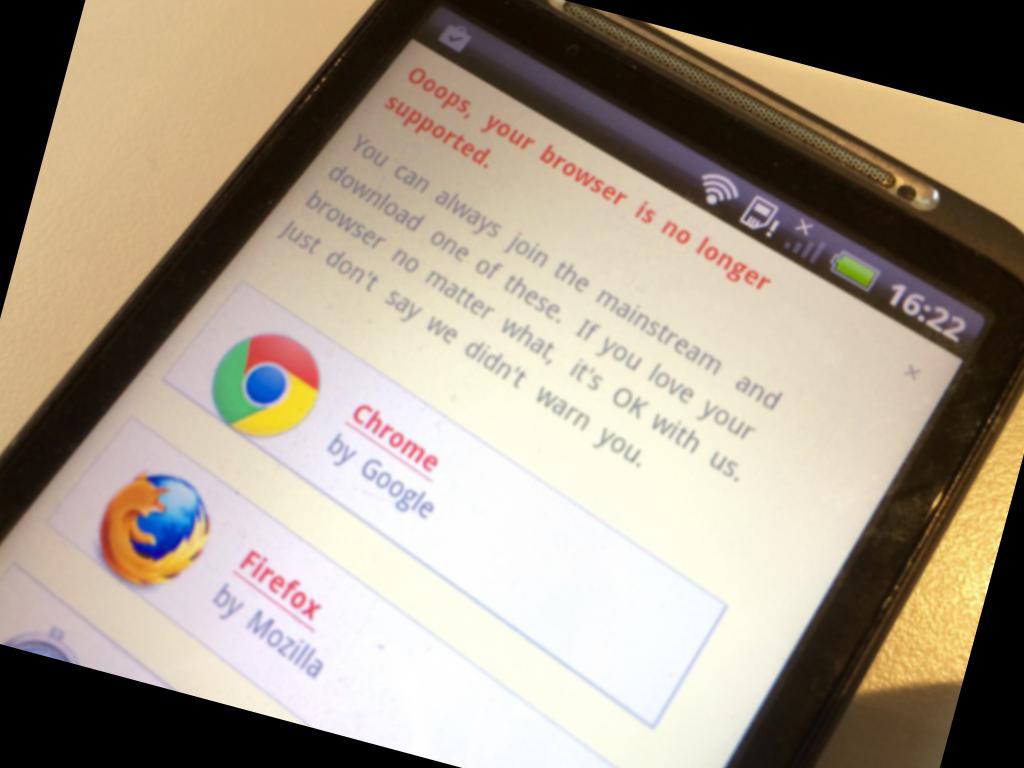 16:22
Ooops, your browser is no longer
supported.
You can always join the mainstream and
download one of these. If you love your
browser no matter what, it's OK with us.
Just don't say we didn't warn you.
Chrome
by Google
Firefox
by Mozilla